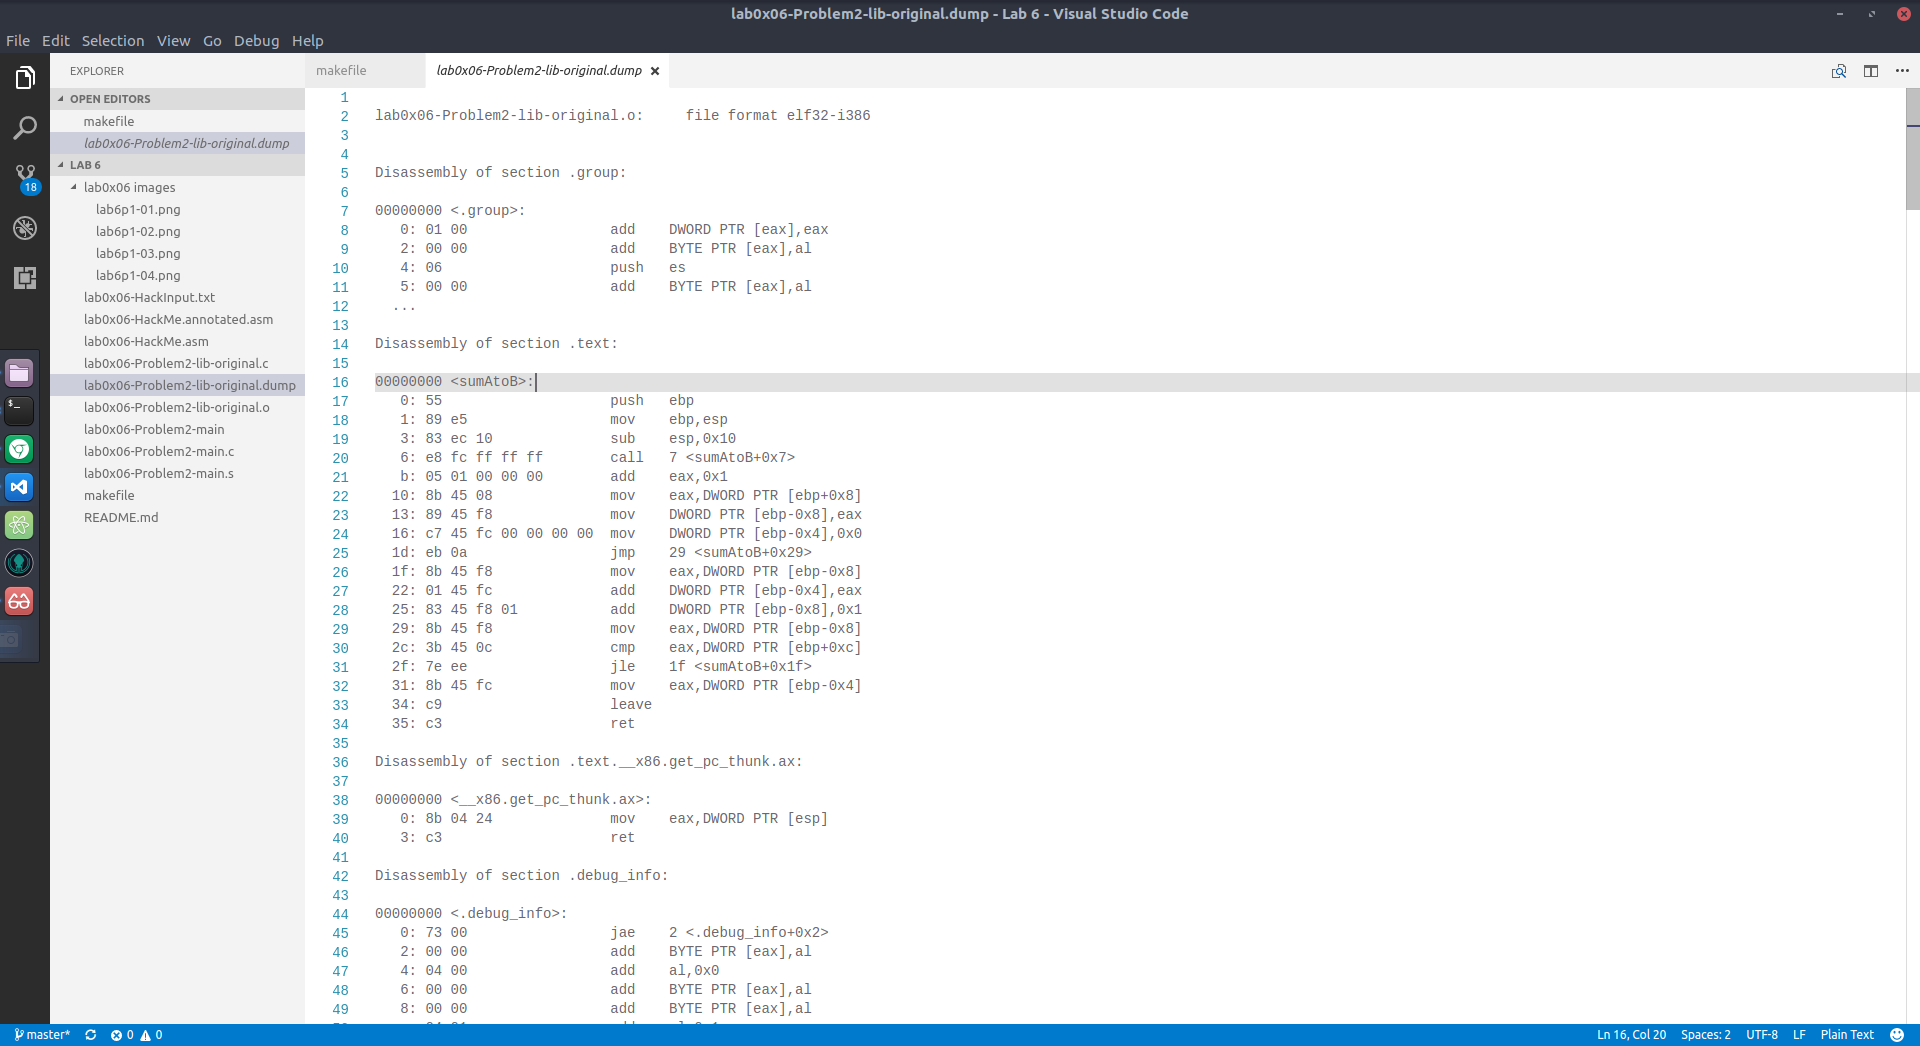 lab0x06-Problem2-lib-original.dump - Lab 6 - Visual Studio Code
File Edit Selection View Go Debug Help
EXPLORER
OPEN EDITORS
makefile
lab0x06-Problem2-lib-original.dump
LAB 6
lab0x06 images
lab6p1-01.png
lab6p1-02.png
lab6p1-03.png
lab6p1-04.png
lab0x06-HackInput.txt
lab0x06-HackMe.annotated.asm
lab0x06-HackMe.asm
lab0x06-Problem2-lib-original.c
lab0x06-Problem2-lib-original.dump
lab0x06-Problem2-lib-original.o
lab0x06-Problem2-main
lab0x06-Problem2-main.c
lab0x06-Problem2-main.s
makefile
README.md
18
makefile lab0x06-Problem2-lib-original.dump
1
2 lab0x06-Problem2-lib-original.o:     file format elf32-i386
3
4
5 Disassembly of section .group:
6
7 00000000 <.group>:
8    0: 01 00                 add    DWORD PTR [eax],eax
9    2: 00 00                 add    BYTE PTR [eax],al
10    4: 06                    push   es
11    5: 00 00                 add    BYTE PTR [eax],al
12   ...
13
14 Disassembly of section .text:
15
16 00000000 <sumAtoB>:
17    0: 55                    push   ebp
18    1: 89 e5                 mov    ebp,esp
19    3: 83 ec 10              sub    esp,0x10
20    6: e8 fc ff ff ff        call   7 <sumAtoB+0x7>
21    b: 05 01 00 00 00        add    eax,0x1
22   10: 8b 45 08              mov    eax,DWORD PTR [ebp+0x8]
23   13: 89 45 f8              mov    DWORD PTR [ebp-0x8],eax
24   16: c7 45 fc 00 00 00 00  mov    DWORD PTR [ebp-0x4],0x0
25   1d: eb 0a                 jmp    29 <sumAtoB+0x29>
26   1f: 8b 45 f8              mov    eax,DWORD PTR [ebp-0x8]
27   22: 01 45 fc              add    DWORD PTR [ebp-0x4],eax
28   25: 83 45 f8 01           add    DWORD PTR [ebp-0x8],0x1
29   29: 8b 45 f8              mov    eax,DWORD PTR [ebp-0x8]
30   2c: 3b 45 0c              cmp    eax,DWORD PTR [ebp+0xc]
31   2f: 7e ee                 jle    1f <sumAtoB+0x1f>
32   31: 8b 45 fc              mov    eax,DWORD PTR [ebp-0x4]
33   34: c9                    leave
34   35: c3                    ret
35
36 Disassembly of section .text.__x86.get_pc_thunk.ax:
37
38 00000000 <__x86.get_pc_thunk.ax>:
39    0: 8b 04 24              mov    eax,DWORD PTR [esp]
40    3: c3                    ret
41
42 Disassembly of section .debug_info:
43
44 00000000 <.debug_info>:
45    0: 73 00                 jae    2 <.debug_info+0x2>
46    2: 00 00                 add    BYTE PTR [eax],al
47    4: 04 00                 add    al,0x0
48    6: 00 00                 add    BYTE PTR [eax],al
49    8: 00 00                 add    BYTE PTR [eax],al
master* 0 0 Ln 16, Col 20 Spaces: 2 UTF-8 LF Plain Text